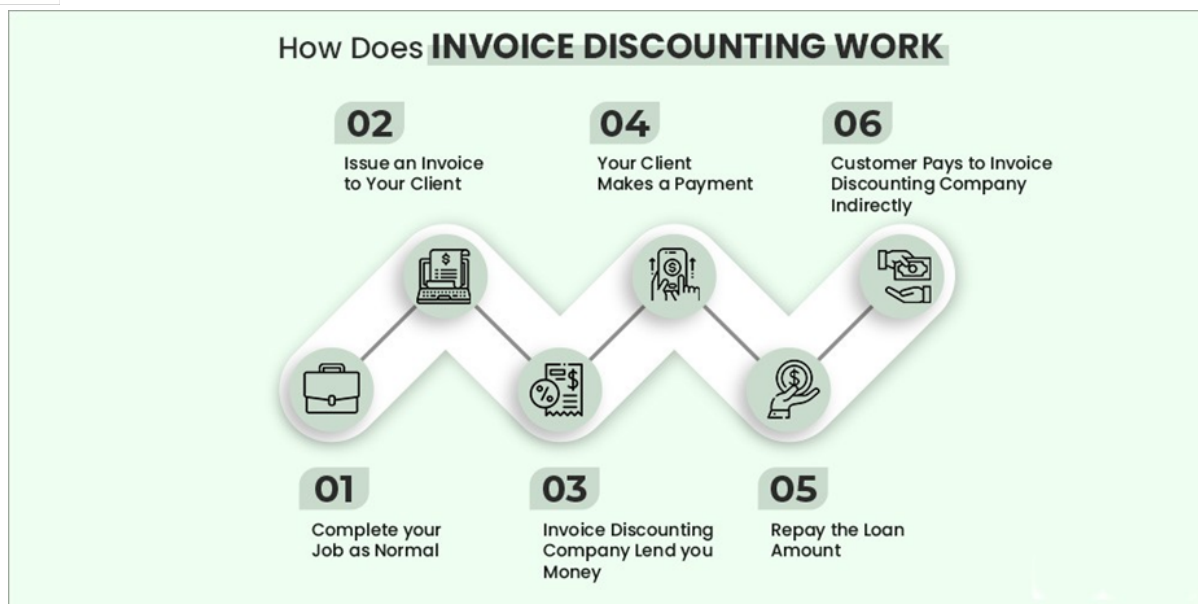 How Does INVOICE DISCOUNTING WORK
01
Complete your
Job as Normal
02
Issue an Invoice
to Your Client
03
Invoice Discounting
Company Lend you
Money
04
Your Client
Makes a Payment
05
Repay the Loan
Amount
06
Customer Pays to Invoice
Discounting Company
Indirectly